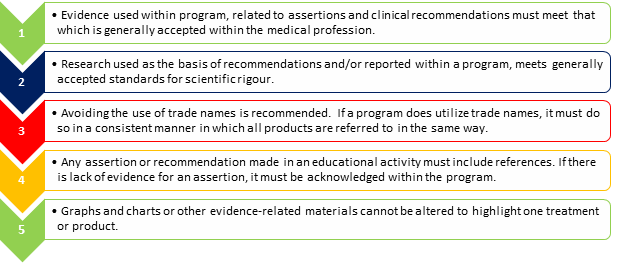 1
• Evidence used within program, related to assertions and clinical recommendations must meet that
which is generally accepted within the medical profession.
2
• Research used as the basis of recommendations and/or reported within a program, meets generally
accepted standards for scientific rigour.
3
• Avoiding the use of trade names is recommended. If a program does utilize trade names, it must do
so in a consistent manner in which all products are referred to in the same way.
4
• Any assertion or recommendation made in an educational activity must include references. If there
is lack of evidence for an assertion, it must be acknowledged within the program.
5
• Graphs and charts or other evidence-related materials cannot be altered to highlight one treatment
or product.